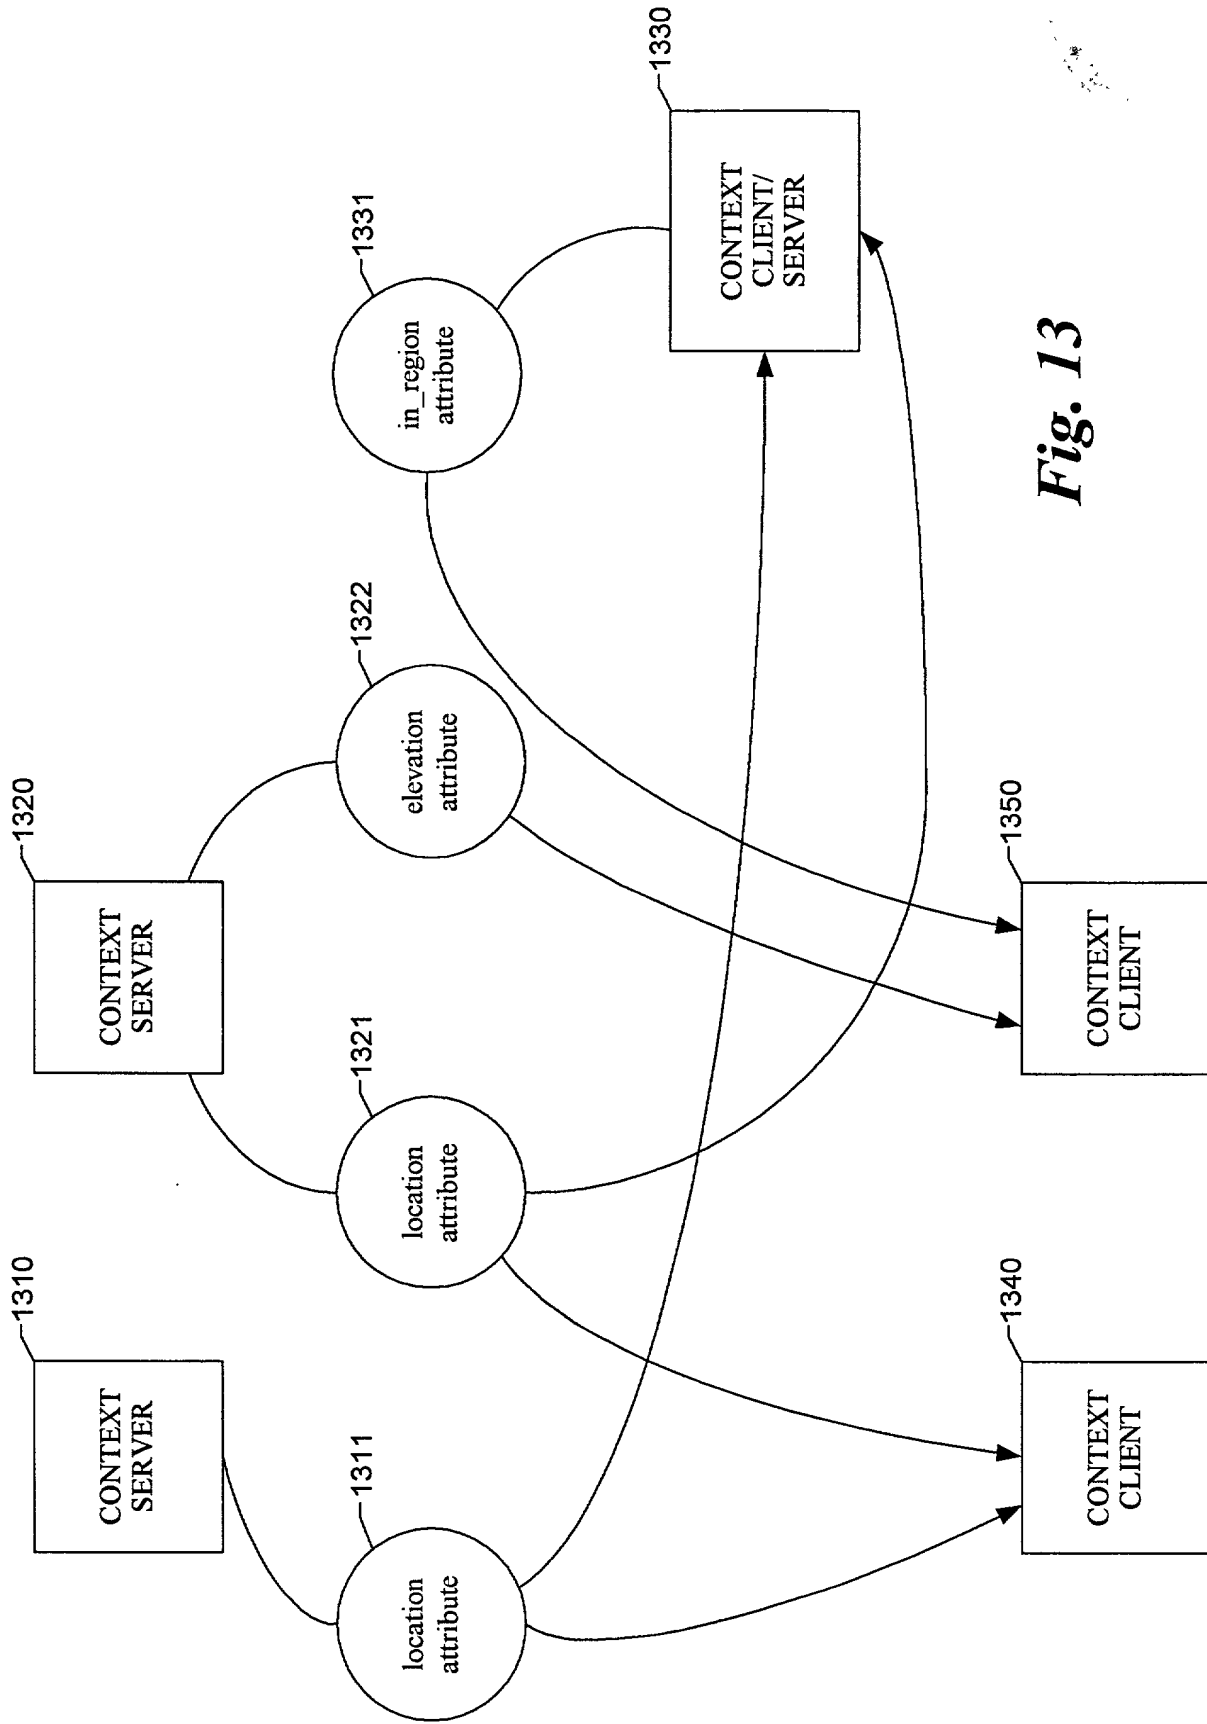 1310
CONTEXT
SERVER
1320
CONTEXT
SERVER
1311
location
attribute
1321
location
attribute
1322
elevation
attribute
1331
in_region
attribute
1330
CONTEXT
CLIENT/
SERVER
1340
CONTEXT
CLIENT
1350
CONTEXT
CLIENT
Fig. 13